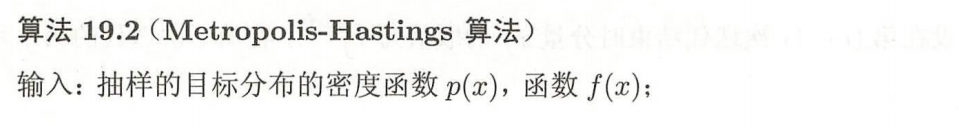 算法 19.2（Metropolis-Hastings 算法）
输入：抽样的目标分布的密度函数 p(x)，函数 f(x)；